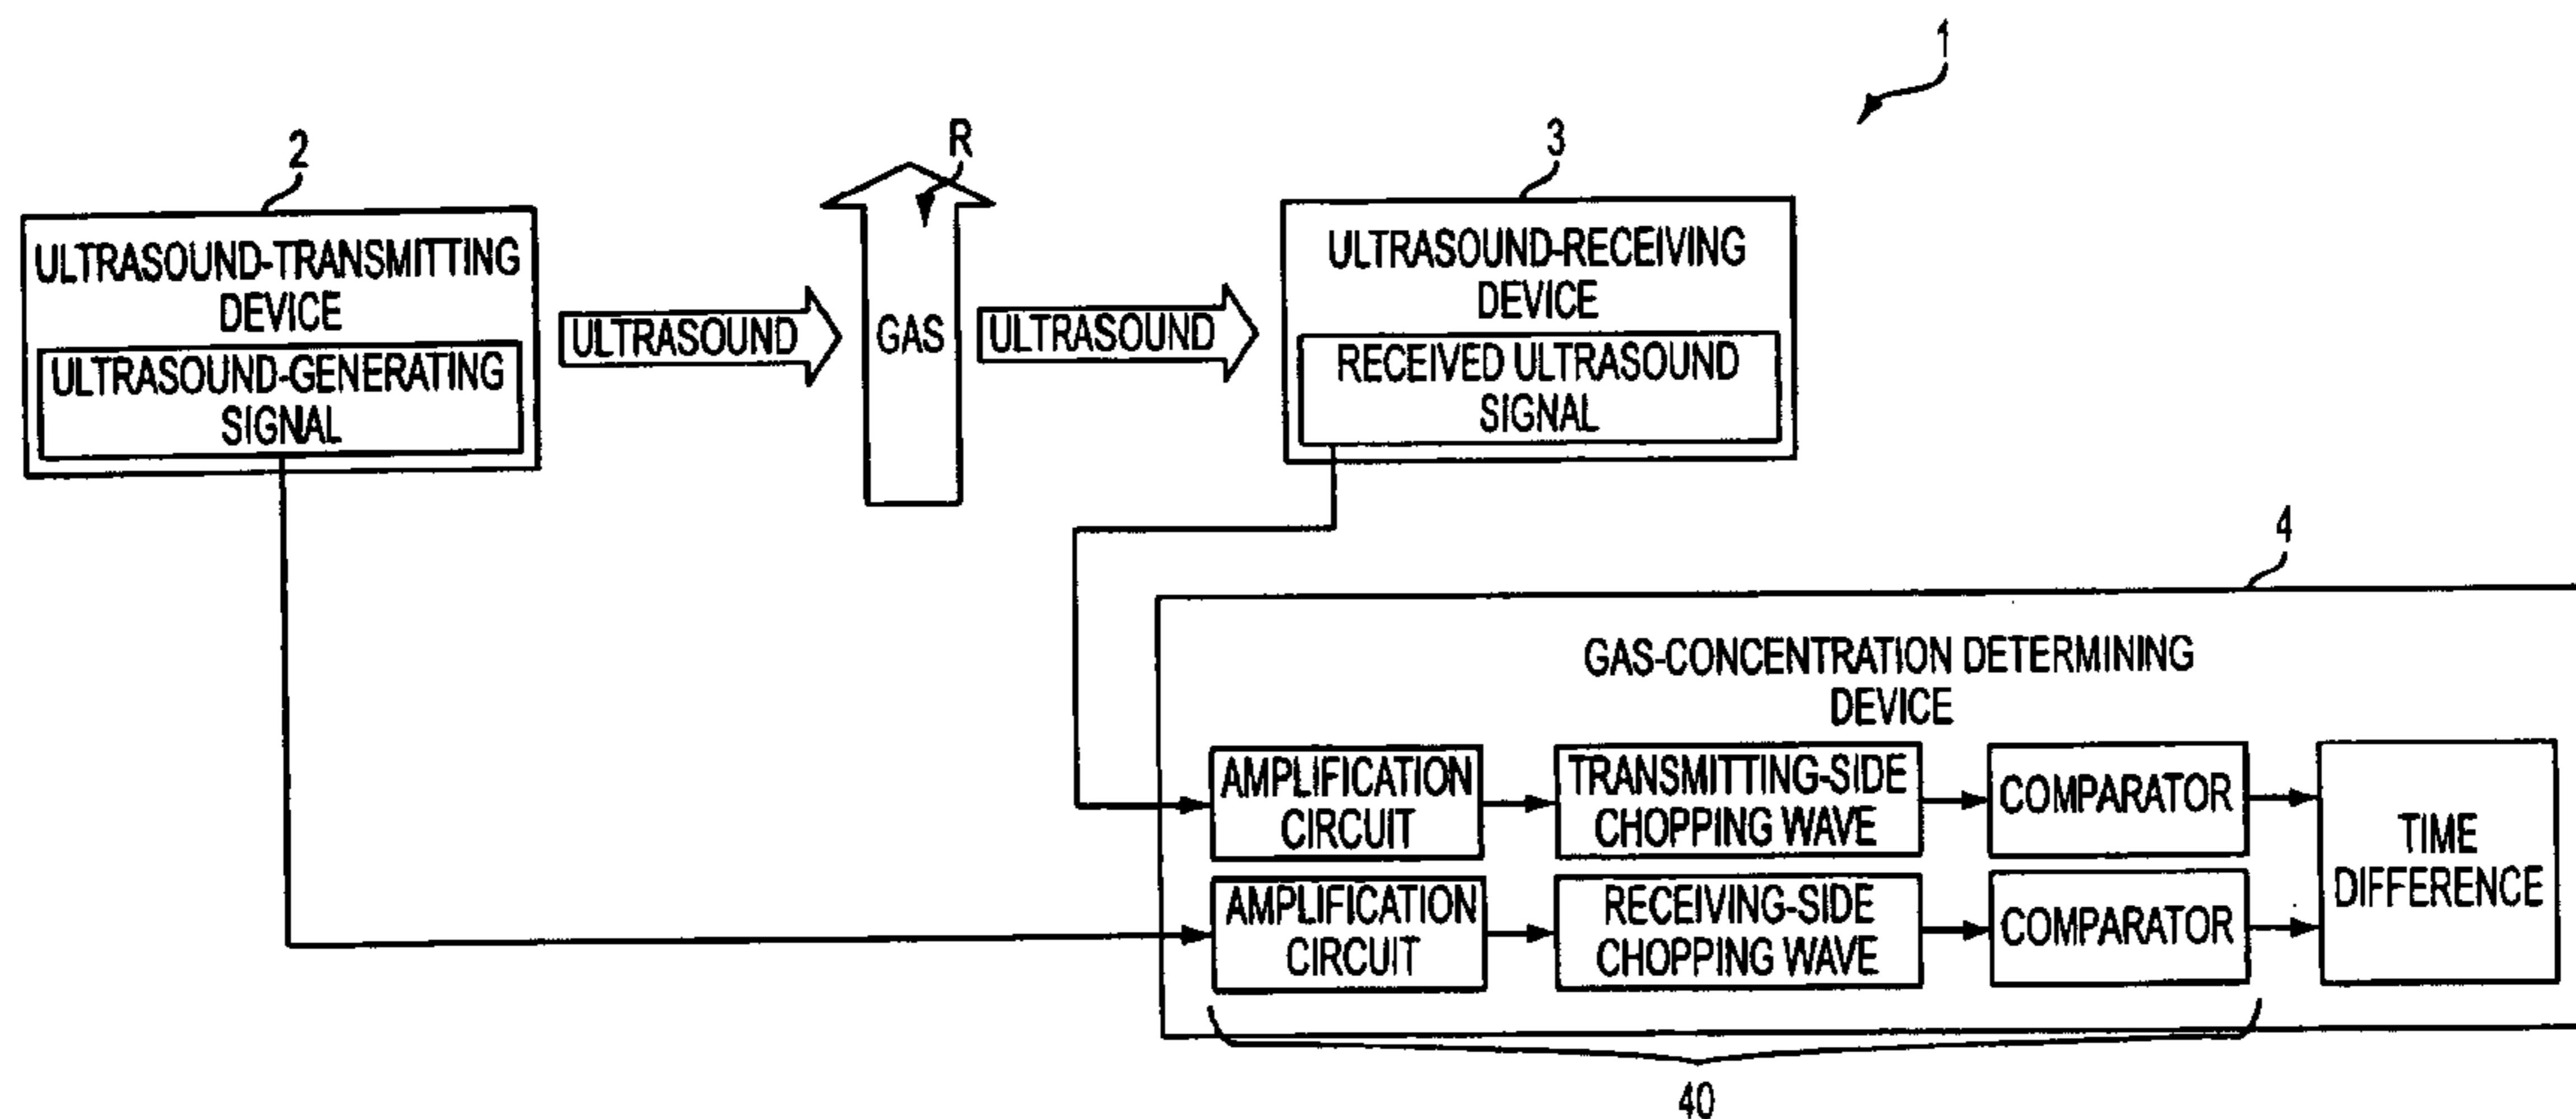 1
2
R
3
ULTRASOUND-TRANSMITTING
DEVICE
ULTRASOUND-GENERATING
SIGNAL
ULTRASOUND
GAS
ULTRASOUND
ULTRASOUND-RECEIVING
DEVICE
RECEIVED ULTRASOUND
SIGNAL
4
GAS-CONCENTRATION DETERMINING
DEVICE
AMPLIFICATION
CIRCUIT
TRANSMITTING-SIDE
CHOPPING WAVE
COMPARATOR
TIME
DIFFERENCE
AMPLIFICATION
CIRCUIT
RECEIVING-SIDE
CHOPPING WAVE
COMPARATOR
40